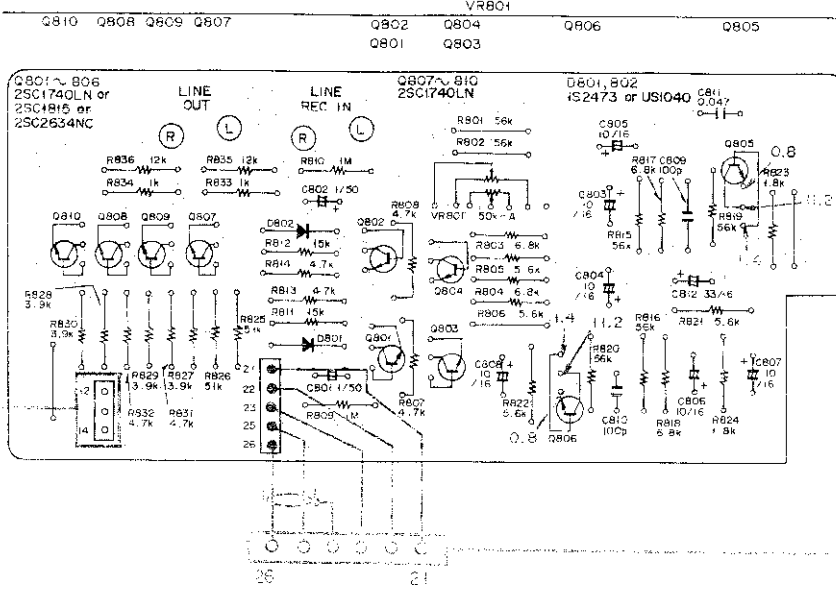 VR801
Q810 Q808 Q809 Q807 Q802 Q804 Q806 Q805
Q801 Q803
Q801~806
2SC1740LN or
2SC1815 or
2SC2634NC
LINE
OUT
LINE
REC IN
Q807~810
2SC1740LN
D801,802
1S2473 or US1040
C811
0.047
R
L
R
L
R801 56k
R802 56k
C805
10/16
Q805
R817
6.8k
C809
100p
0.8
R823
1.8k
11.2
R836 12k
R835 12k
R810 1M
R834 1k
R833 1k
C802 1/50
R808
4.7k
C803
10
/16
VR801 50k-A
R815
56k
R819
56k
1.4
Q810 Q808 Q809 Q807
D802
Q802
R812 15k
R803 6.8k
R814 4.7k
R805 5.6k
Q804
C804
10
/16
R813 4.7k
R804 6.8k
C812 33/6
R811 15k
R806 5.6k
R816
56k
R821 5.6k
R828
3.9k
R830
3.9k
R825
51k
D801
Q801
Q803
1.4
11.2
R820
56k
R829
3.9k
R827
3.9k
R826
51k
21
22
23
25
26
C801 1/50
R809 1M
R807
4.7k
C808
10
/16
C807
10
/16
12
14
R832
4.7k
R831
4.7k
R822
5.6k
0.8
Q806
C810
100p
R818
6.8k
C806
10/16
R824
1.8k
26
21